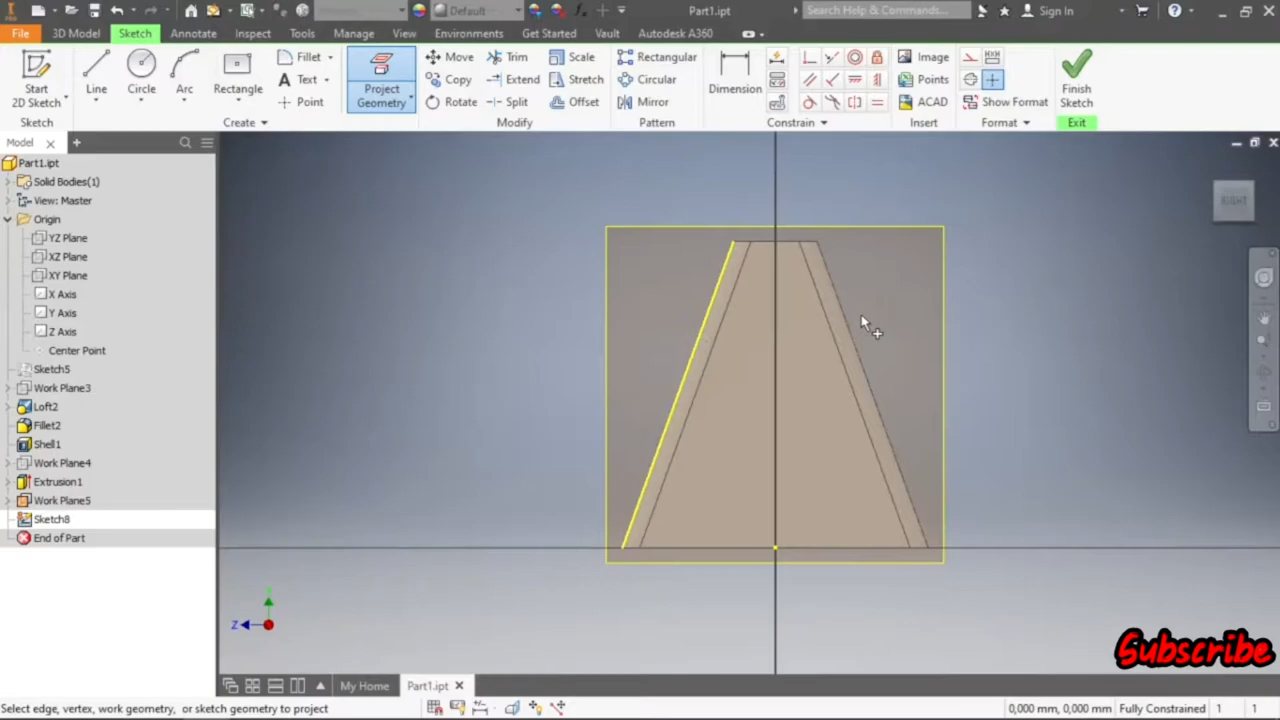 Default
Part1.ipt
Search Help & Commands...
Sign In
File
3D Model
Sketch
Annotate
Inspect
Tools
Manage
View
Environments
Get Started
Vault
Autodesk A360
Start
2D Sketch
Line
Circle
Arc
Rectangle
Fillet
Text
Point
Project
Geometry
Move
Copy
Rotate
Trim
Extend
Split
Scale
Stretch
Offset
Rectangular
Circular
Mirror
Dimension
Image
Points
ACAD
Show Format
Finish
Sketch
Sketch
Create
Modify
Pattern
Constrain
Insert
Format
Exit
Model
Part1.ipt
Solid Bodies(1)
View: Master
Origin
YZ Plane
XZ Plane
XY Plane
X Axis
Y Axis
Z Axis
Center Point
Sketch5
Work Plane3
Loft2
Fillet2
Shell1
Work Plane4
Extrusion1
Work Plane5
Sketch8
End of Part
RIGHT
Z
Subscribe
My Home
Part1.ipt
Select edge, vertex, work geometry, or sketch geometry to project
0,000 mm, 0,000 mm
Fully Constrained
1
1